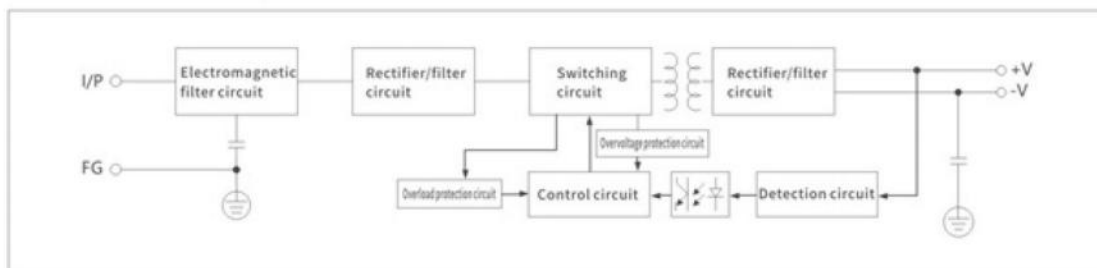 I/P
Electromagnetic
filter circuit
Rectifier/filter
circuit
Switching
circuit
Rectifier/filter
circuit
+V
-V
Overvoltage protection circuit
FG
Overload protection circuit
Control circuit
Detection circuit